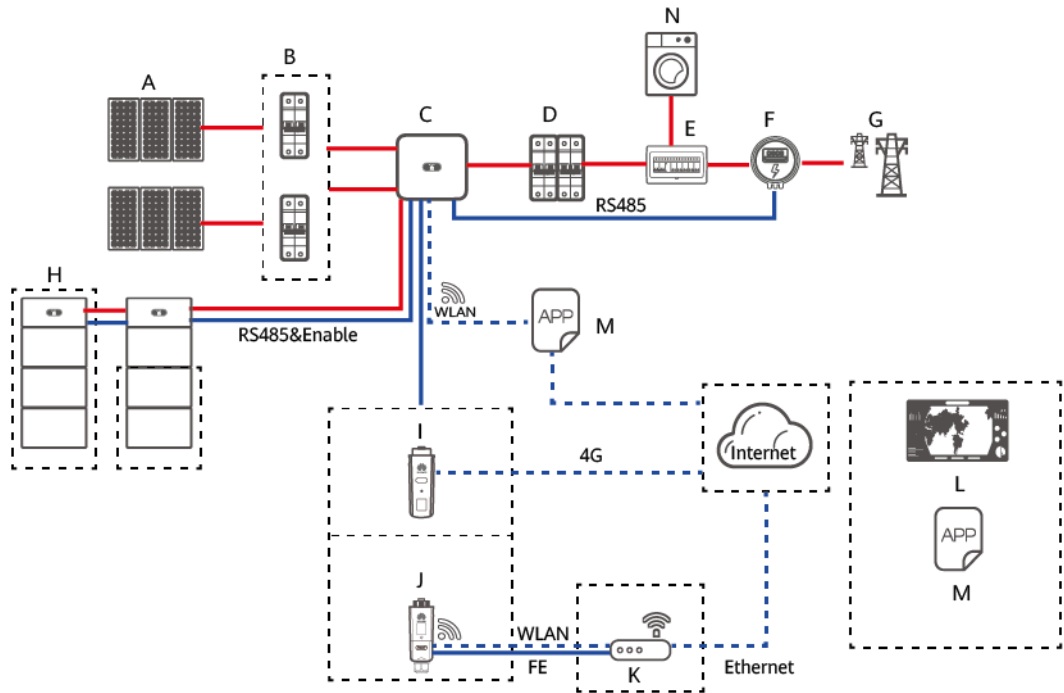 N
B
A
C
D
E
F
G
RS485
H
WLAN
APP
M
RS485&Enable
I
4G
Internet
L
APP
M
J
WLAN
FE
K
Ethernet